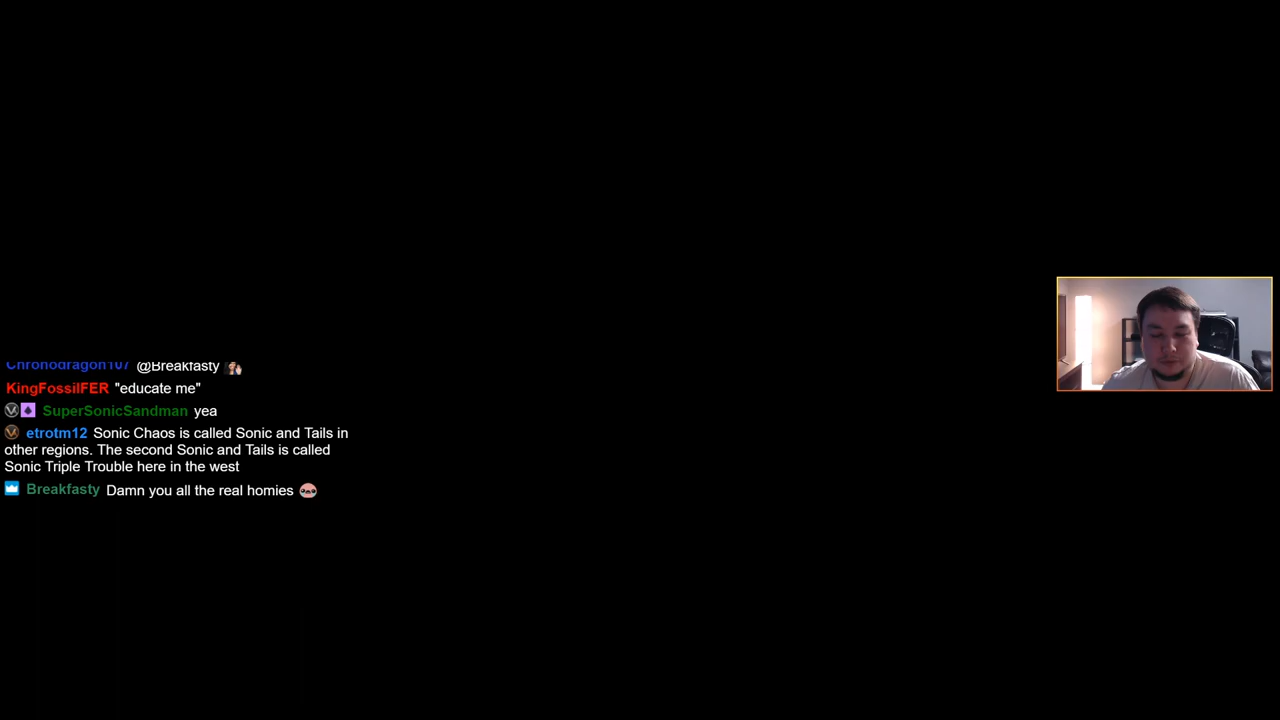 Chronodragon107 @Breakfasty
KingFossilFER "educate me"
SuperSonicSandman yea
etrotm12 Sonic Chaos is called Sonic and Tails in
other regions. The second Sonic and Tails is called
Sonic Triple Trouble here in the west
Breakfasty Damn you all the real homies